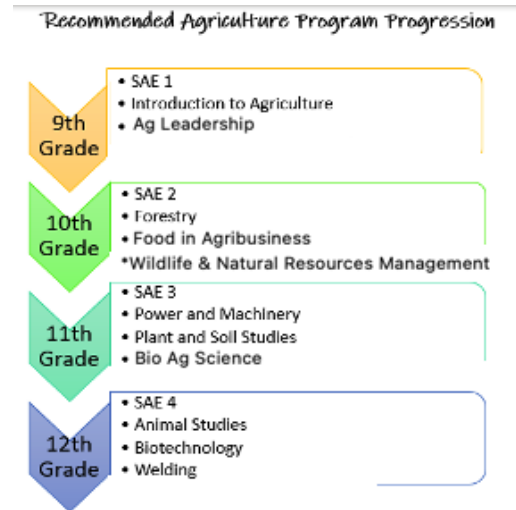 Recommended Agriculture Program Progression
9th
Grade
• SAE 1
• Introduction to Agriculture
• Ag Leadership
10th
Grade
• SAE 2
• Forestry
• Food in Agribusiness
*Wildlife & Natural Resources Management
11th
Grade
• SAE 3
• Power and Machinery
• Plant and Soil Studies
• Bio Ag Science
12th
Grade
• SAE 4
• Animal Studies
• Biotechnology
• Welding